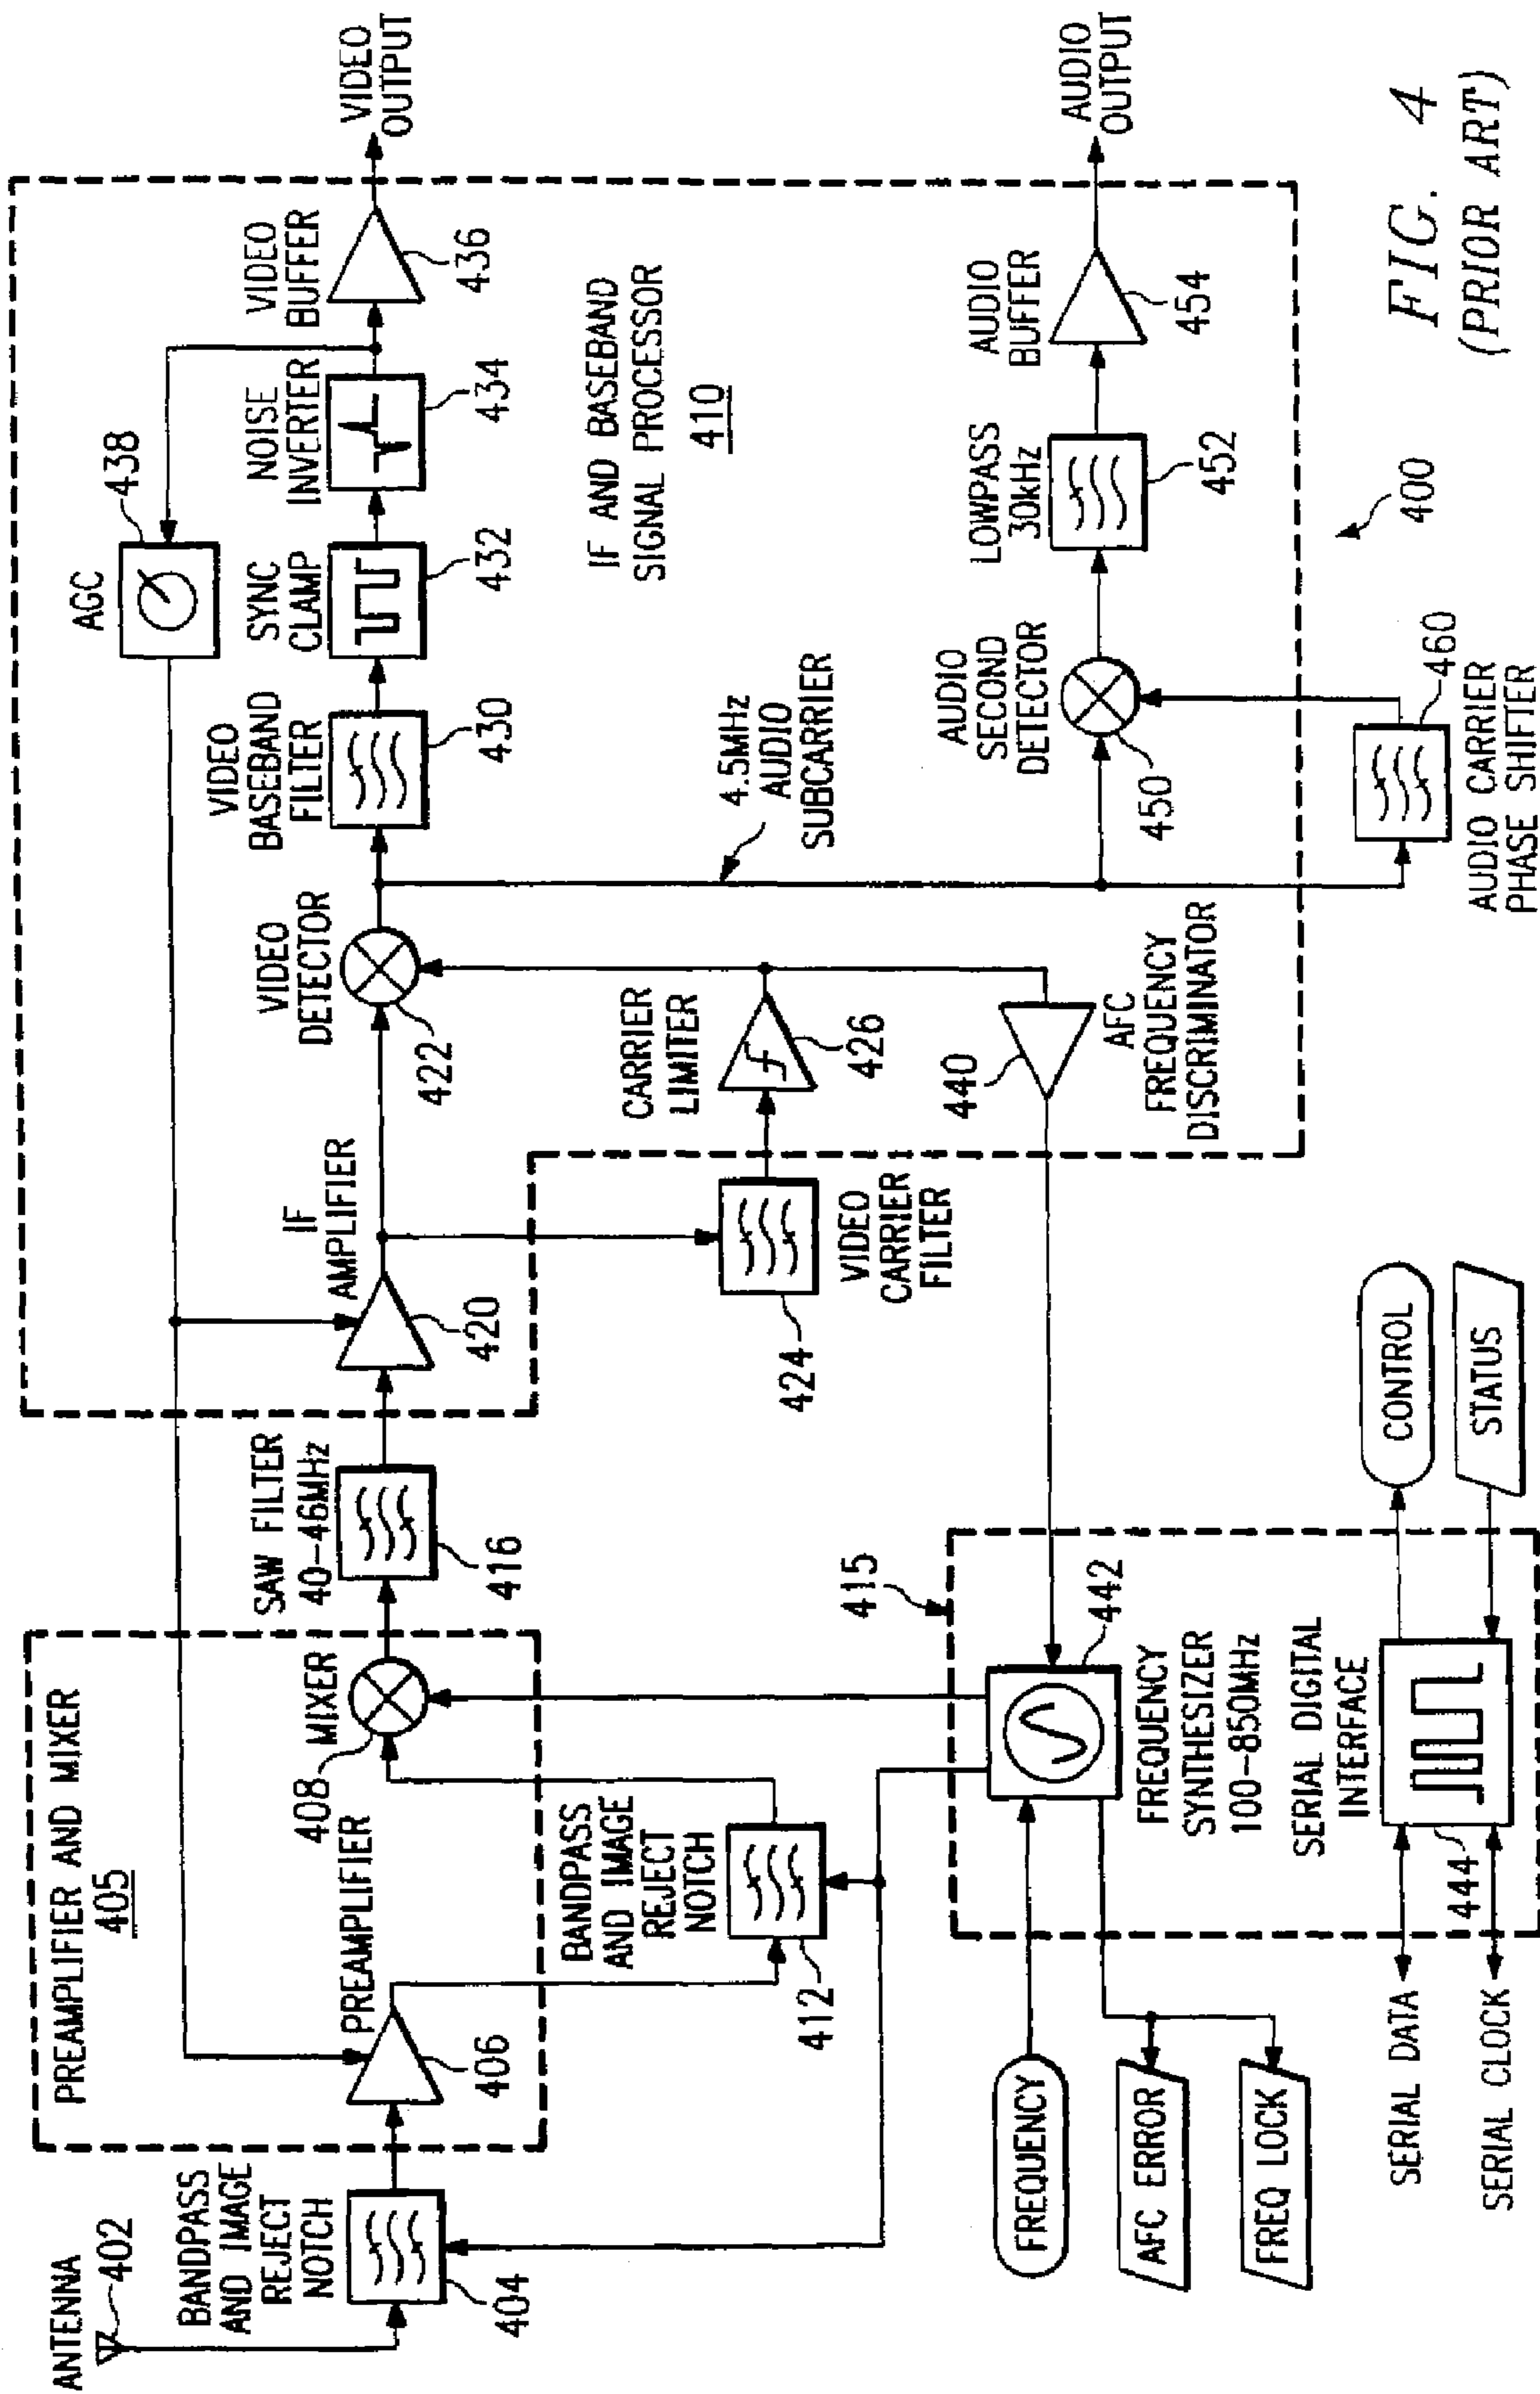 ANTENNA
402
BANDPASS
AND IMAGE
REJECT
NOTCH
404
PREAMPLIFIER AND MIXER
405
PREAMPLIFIER
406
408
MIXER
BANDPASS
AND IMAGE
REJECT
NOTCH
412
SAW FILTER
40-46MHz
416
IF
AMPLIFIER
420
AGC
438
VIDEO
DETECTOR
422
VIDEO
BASEBAND
FILTER
430
SYNC
CLAMP
432
NOISE
INVERTER
434
VIDEO
BUFFER
436
VIDEO
OUTPUT
IF AND BASEBAND
SIGNAL PROCESSOR
410
424
VIDEO
CARRIER
FILTER
CARRIER
LIMITER
426
4.5MHz
AUDIO
SUBCARRIER
440
AFC
FREQUENCY
DISCRIMINATOR
AUDIO
SECOND
DETECTOR
450
LOWPASS
30kHz
452
AUDIO
BUFFER
454
AUDIO
OUTPUT
460
AUDIO CARRIER
PHASE SHIFTER
400
415
442
FREQUENCY
SYNTHESIZER
100-850MHz
SERIAL DIGITAL
INTERFACE
444
FREQUENCY
AFC ERROR
FREQ LOCK
SERIAL DATA
SERIAL CLOCK
CONTROL
STATUS
FIG. 4
(PRIOR ART)